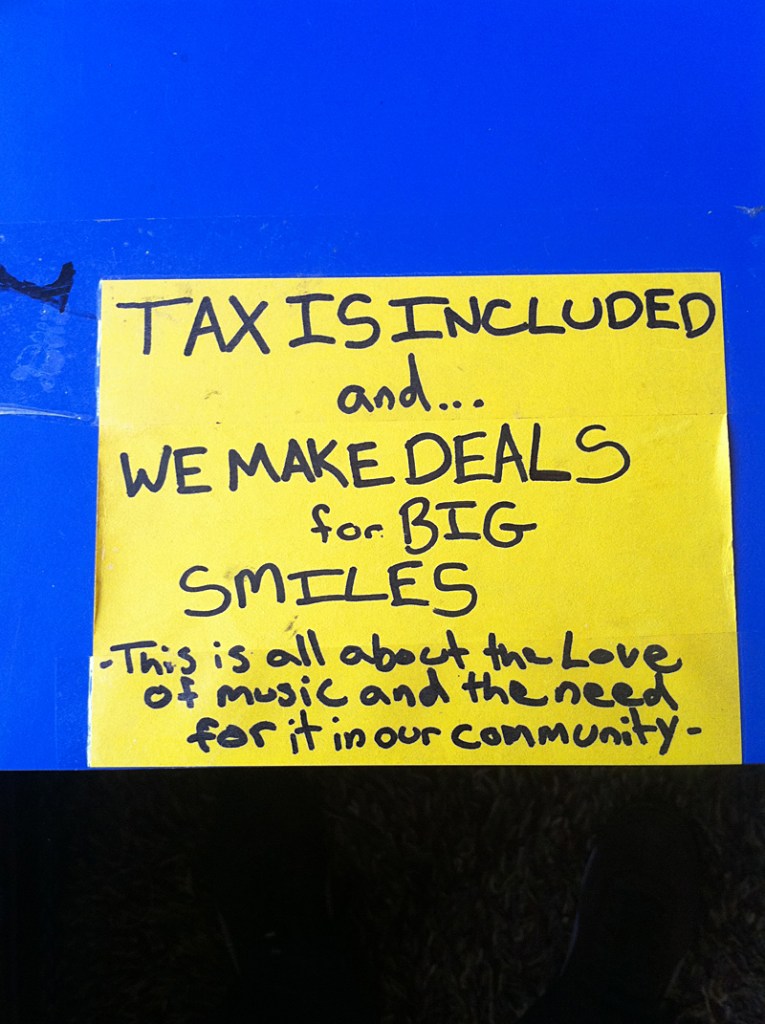 TAX IS INCLUDED
and...
WE MAKE DEALS
for BIG
SMILES
-This is all about the Love
of music and the need
for it in our community-